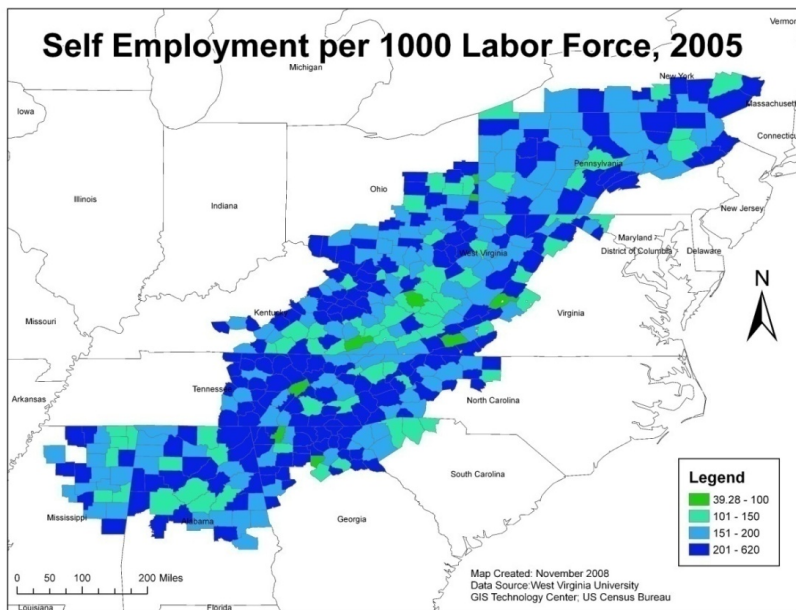 Self Employment per 1000 Labor Force, 2005
Vermon
Michigan
New York
Iowa
Massachusett
Connecticut
Pennsylvania
Ohio
Illinois
Indiana
New Jersey
Maryland
West Virginia
District of Columbia
Delaware
N
Kentucky
Virginia
Missouri
Tennessee
Arkansas
North Carolina
South Carolina
Mississippi
Alabama
Georgia
Legend
39.28 - 100
101 - 150
151 - 200
201 - 620
Map Created: November 2008
Data Source:West Virginia University
GIS Technology Center; US Census Bureau
0 50 100 200 Miles
Louisiana
Florida